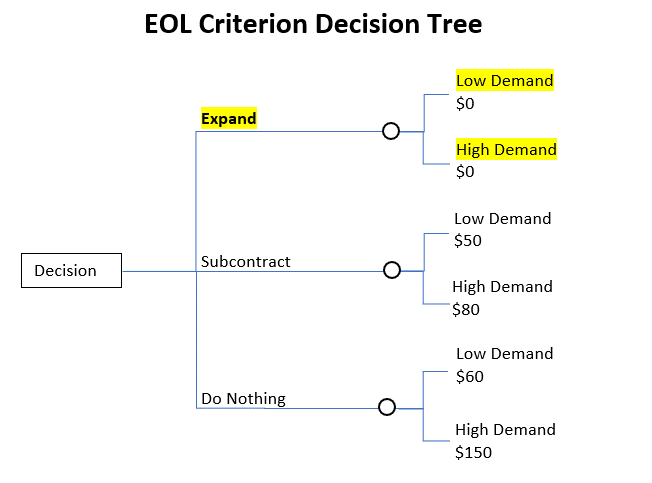 EOL Criterion Decision Tree
Low Demand
$0
Expand
High Demand
$0
Low Demand
$50
Subcontract
Decision
High Demand
$80
Low Demand
$60
Do Nothing
High Demand
$150